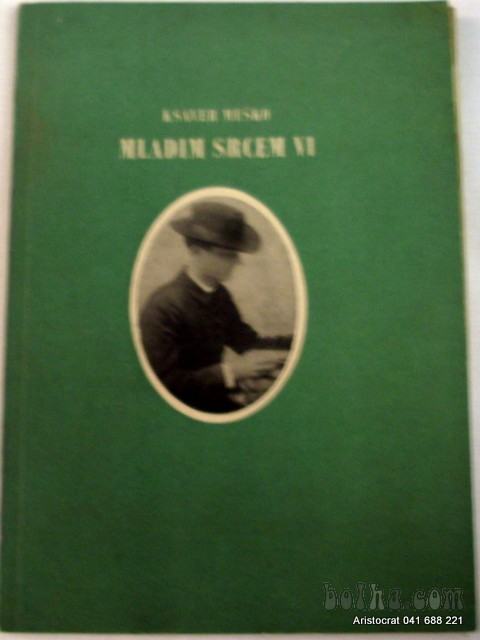 KSAVER MEŠKO
MLADIM SRCEM VI
bolha.com
Aristocrat 041 688 221